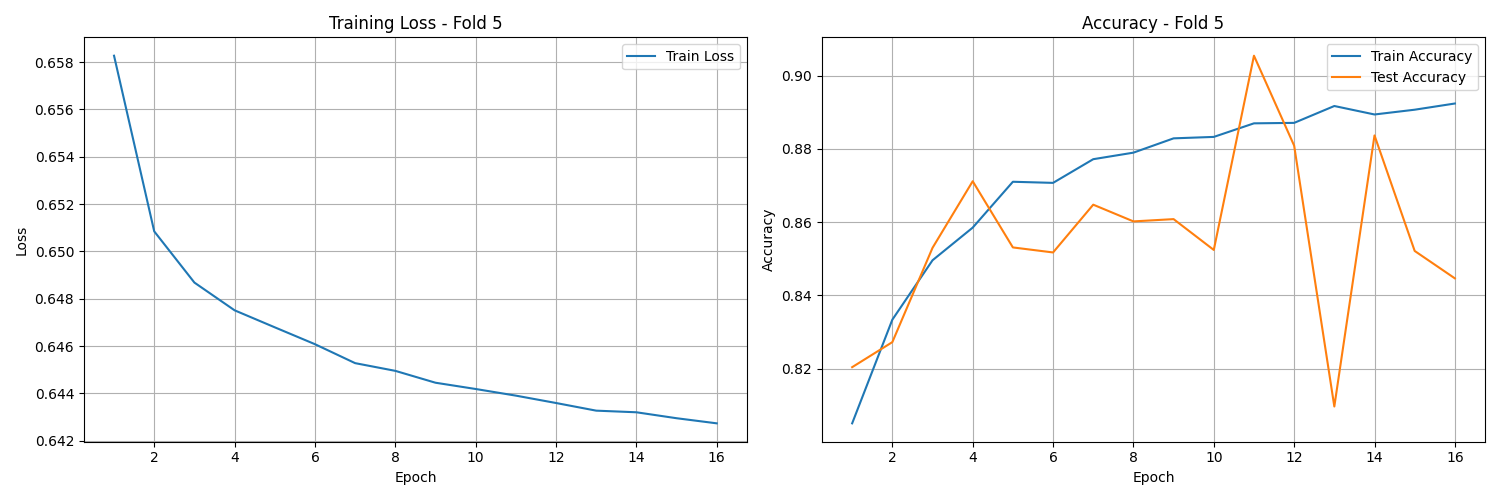 Training Loss - Fold 5
Train Loss
0.658
0.656
0.654
0.652
0.650
0.648
0.646
0.644
0.642
Loss
2 4 6 8 10 12 14 16
Epoch
Accuracy - Fold 5
Train Accuracy
Test Accuracy
0.90
0.88
0.86
0.84
0.82
Accuracy
2 4 6 8 10 12 14 16
Epoch